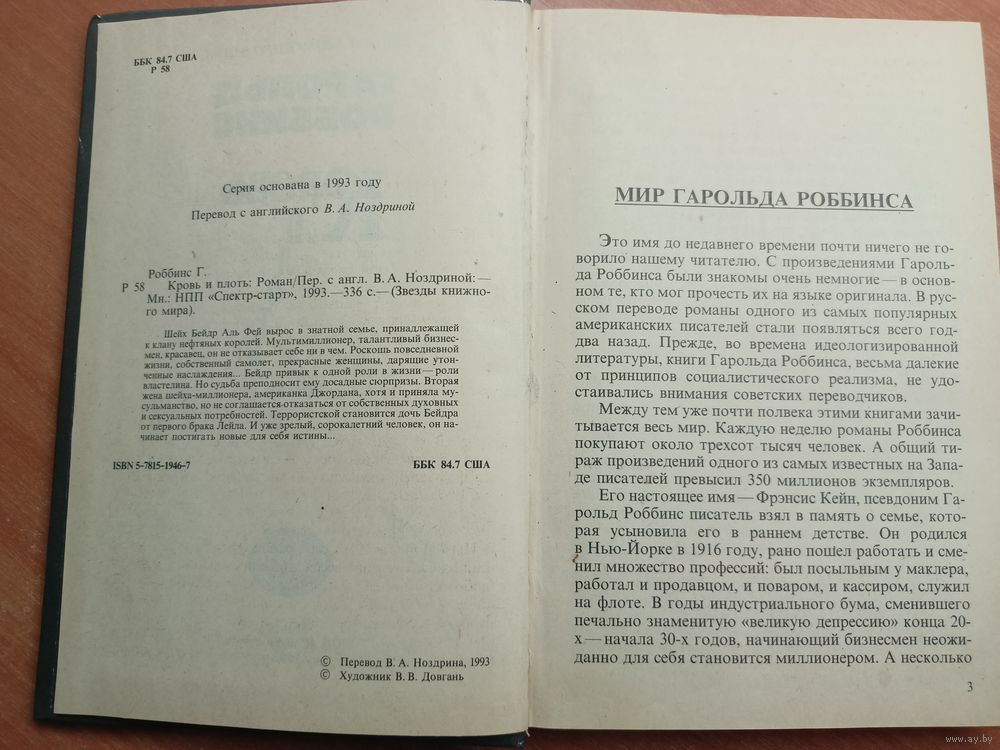 ББК 84.7 США
Р 58
Серия основана в 1993 году
Перевод с английского В. А. Ноздриной
Роббинс Г.
Р 58 Кровь и плоть: Роман/Пер. с англ. В. А. Ноздриной: —
Мн.: НПП «Спектр-старт», 1993.—336 с.—(Звезды книжно-
го мира).
Шейх Бейдр Аль Фей вырос в знатной семье, принадлежащей
к клану нефтяных королей. Мультимиллионер, талантливый бизнес-
мен, красавец, он не отказывает себе ни в чем. Роскошь повседневной
жизни, собственный самолет, прекрасные женщины, дарящие утон-
ченные наслаждения... Бейдр привык к одной роли в жизни — роли
властелина. Но судьба преподносит ему досадные сюрпризы. Вторая
жена шейха-миллионера, американка Джордана, хотя и приняла му-
сульманство, но не соглашается отказаться от собственных духовных
и сексуальных потребностей. Террористкой становится дочь Бейдра
от первого брака Лейла. И уже зрелый, сорокалетний человек, он на-
чинает постигать новые для себя истины...
ISBN 5-7815-1946-7 ББК 84.7 США
© Перевод В. А. Ноздрина, 1993
© Художник В. В. Довгань
МИР ГАРОЛЬДА РОББИНСА
Это имя до недавнего времени почти ничего не го-
ворило нашему читателю. С произведениями Гароль-
да Роббинса были знакомы очень немногие — в основ-
ном те, кто мог прочесть их на языке оригинала. В рус-
ском переводе романы одного из самых популярных
американских писателей стали появляться всего год-
два назад. Прежде, во времена идеологизированной
литературы, книги Гарольда Роббинса, весьма далекие
от принципов социалистического реализма, не удо-
стаивались внимания советских переводчиков.
Между тем уже почти полвека этими книгами зачи-
тывается весь мир. Каждую неделю романы Роббинса
покупают около трехсот тысяч человек. А общий ти-
раж произведений одного из самых известных на Запа-
де писателей превысил 350 миллионов экземпляров.
Его настоящее имя — Фрэнсис Кейн, псевдоним Га-
рольд Роббинс писатель взял в память о семье, кото-
рая усыновила его в раннем детстве. Он родился
в Нью-Йорке в 1916 году, рано пошел работать и сме-
нил множество профессий: был посыльным у маклера,
работал и продавцом, и поваром, и кассиром, служил
на флоте. В годы индустриального бума, сменившего
печально знаменитую «великую депрессию» конца 20-
х — начала 30-х годов, начинающий бизнесмен неожи-
данно для себя становится миллионером. А несколько
3
www.ay.by